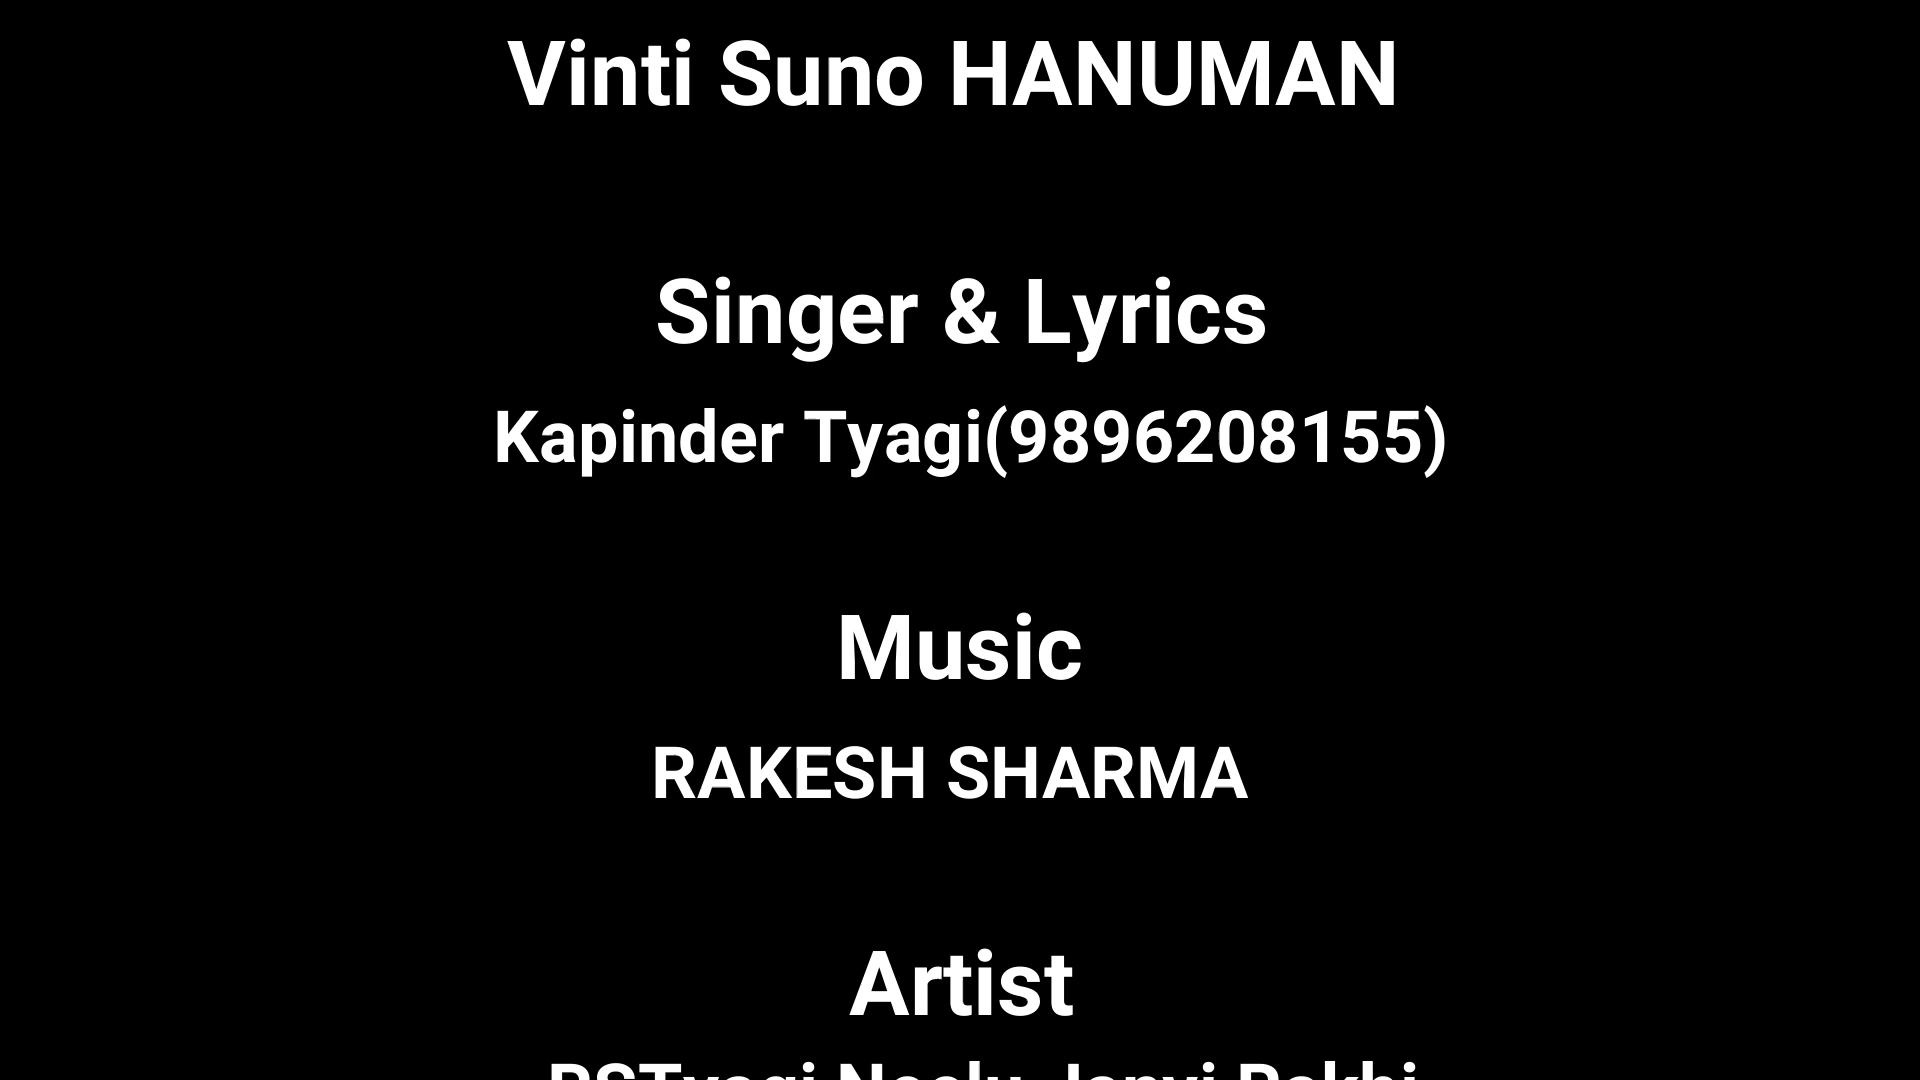 Vinti Suno HANUMAN
Singer & Lyrics
Kapinder Tyagi(9896208155)
Music
RAKESH SHARMA
Artist